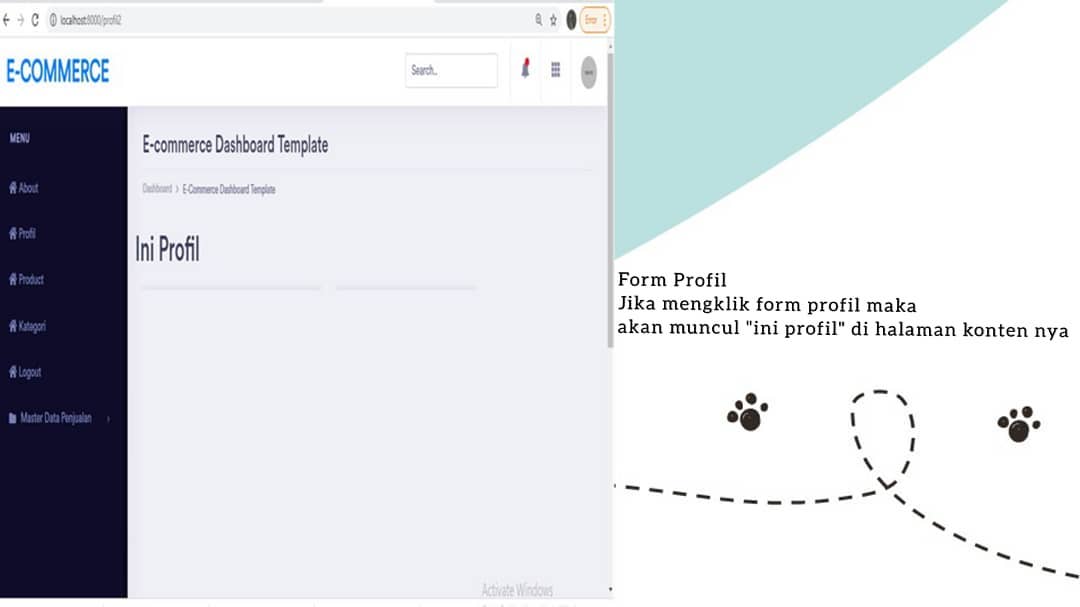 localhost:8000/profil2
Error
E-COMMERCE
Search..
MENU
About
Profil
Product
Kategori
Logout
Master Data Penjualan
E-commerce Dashboard Template
Dashboard > E-Commerce Dashboard Template
Ini Profil
Activate Windows
Form Profil
Jika mengklik form profil maka
akan muncul "ini profil" di halaman konten nya